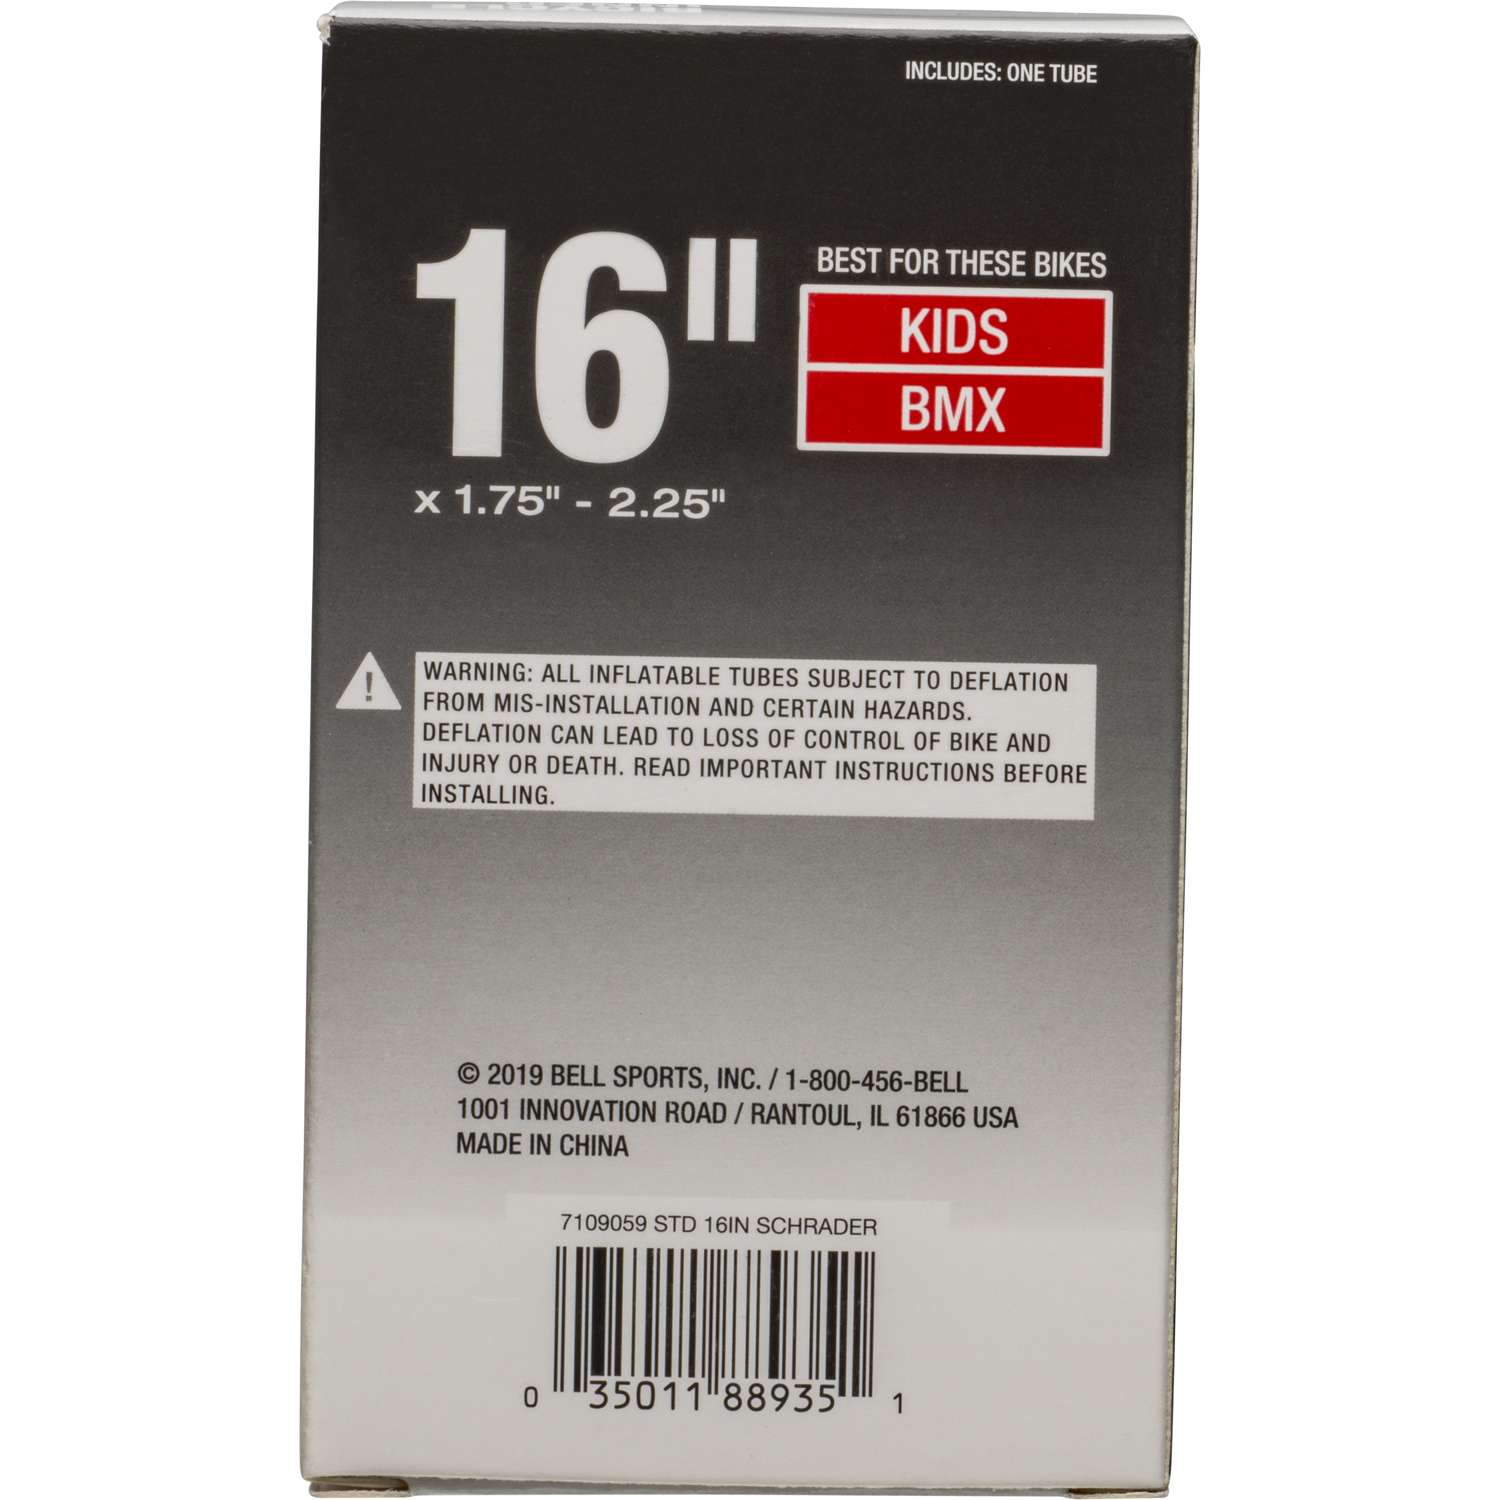 INCLUDES: ONE TUBE
16"
x 1.75" - 2.25"
BEST FOR THESE BIKES
KIDS
BMX
WARNING: ALL INFLATABLE TUBES SUBJECT TO DEFLATION
FROM MIS-INSTALLATION AND CERTAIN HAZARDS.
DEFLATION CAN LEAD TO LOSS OF CONTROL OF BIKE AND
INJURY OR DEATH. READ IMPORTANT INSTRUCTIONS BEFORE
INSTALLING.
© 2019 BELL SPORTS, INC. / 1-800-456-BELL
1001 INNOVATION ROAD / RANTOUL, IL 61866 USA
MADE IN CHINA
7109059 STD 16IN SCHRADER
0 35011 88935 1